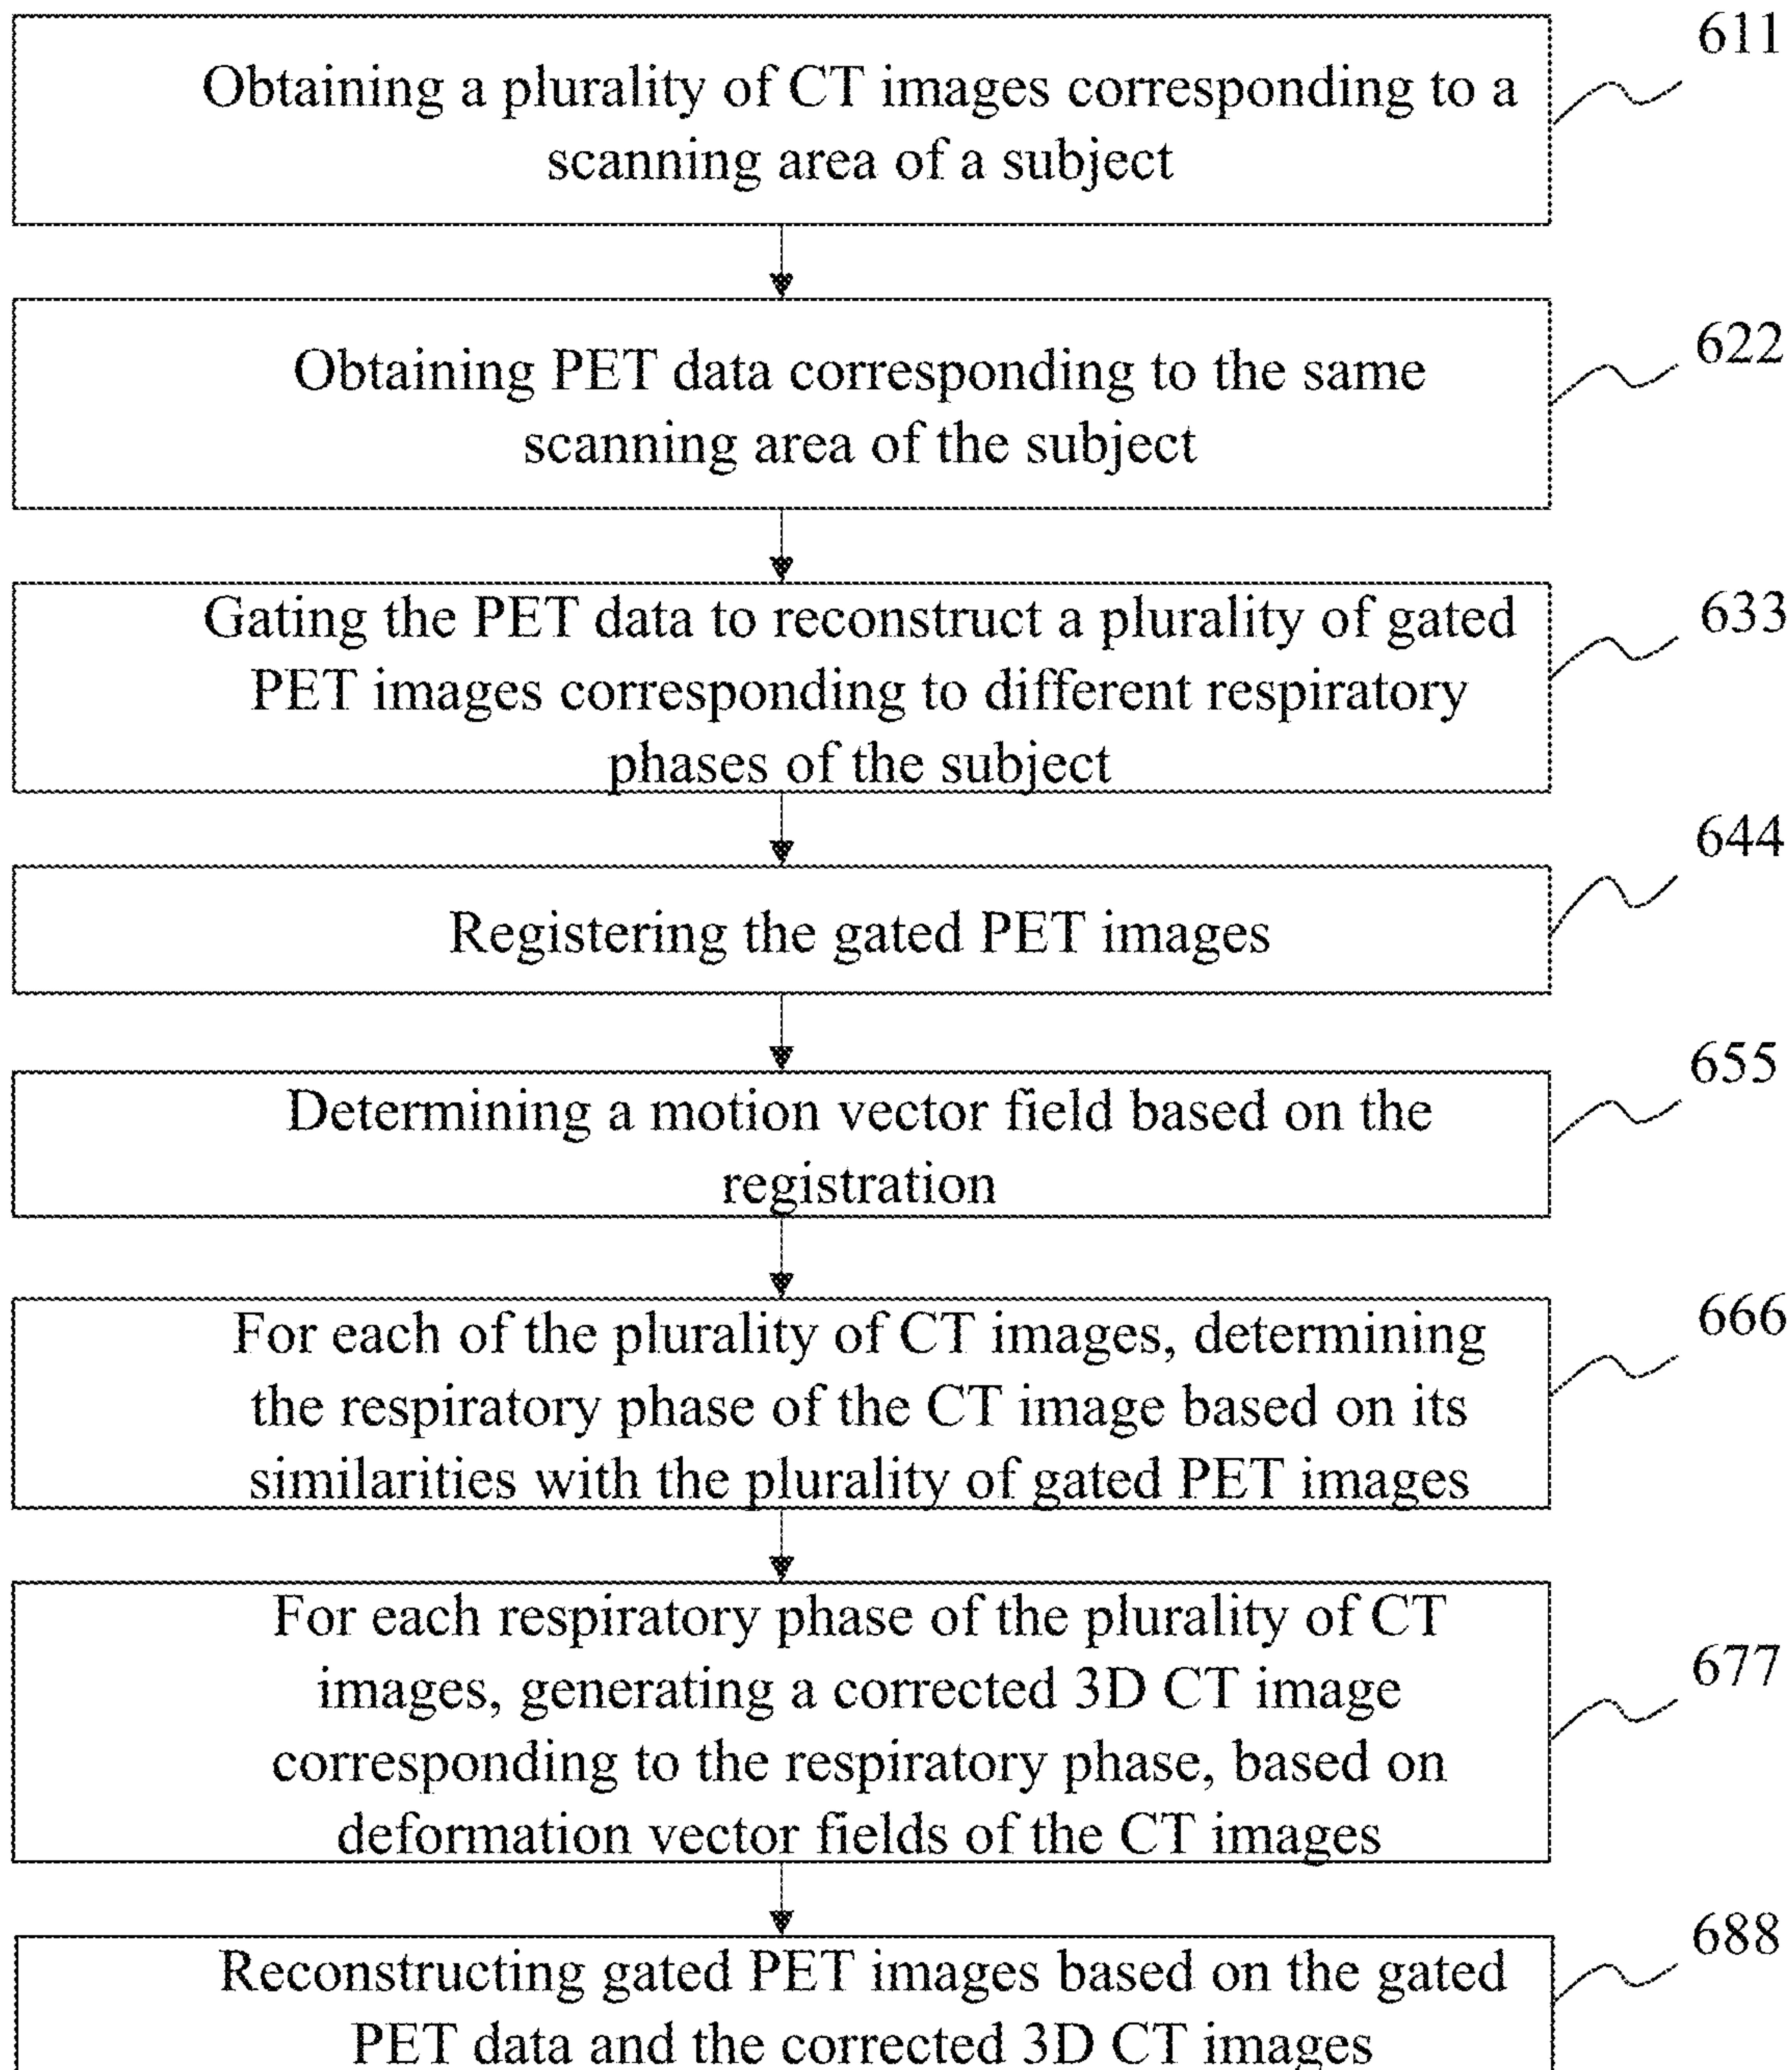 611
Obtaining a plurality of CT images corresponding to a
scanning area of a subject
622
Obtaining PET data corresponding to the same
scanning area of the subject
633
Gating the PET data to reconstruct a plurality of gated
PET images corresponding to different respiratory
phases of the subject
644
Registering the gated PET images
655
Determining a motion vector field based on the
registration
666
For each of the plurality of CT images, determining
the respiratory phase of the CT image based on its
similarities with the plurality of gated PET images
677
For each respiratory phase of the plurality of CT
images, generating a corrected 3D CT image
corresponding to the respiratory phase, based on
deformation vector fields of the CT images
688
Reconstructing gated PET images based on the gated
PET data and the corrected 3D CT images